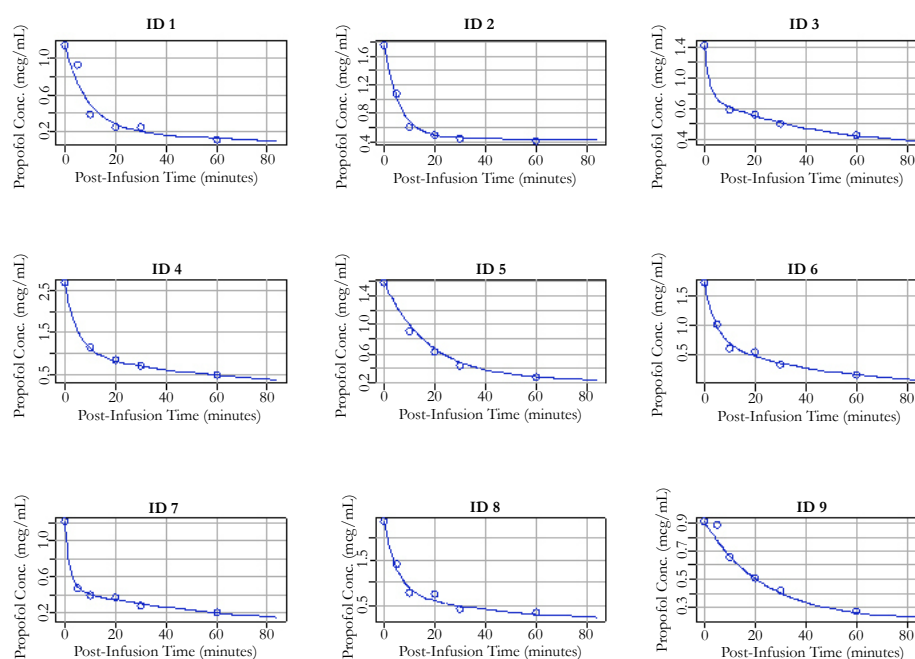 ID 1
Propofol Conc. (mcg/mL)
1.0
0.6
0.2
0 20 40 60 80
Post-Infusion Time (minutes)
ID 2
Propofol Conc. (mcg/mL)
1.6
1.2
0.8
0.4
0 20 40 60 80
Post-Infusion Time (minutes)
ID 3
Propofol Conc. (mcg/mL)
1.4
1.0
0.6
0.4
0 20 40 60 80
Post-Infusion Time (minutes)
ID 4
Propofol Conc. (mcg/mL)
2.5
1.5
0.5
0 20 40 60 80
Post-Infusion Time (minutes)
ID 5
Propofol Conc. (mcg/mL)
1.4
1.0
0.6
0.2
0 20 40 60 80
Post-Infusion Time (minutes)
ID 6
Propofol Conc. (mcg/mL)
1.5
1.0
0.5
0 20 40 60 80
Post-Infusion Time (minutes)
ID 7
Propofol Conc. (mcg/mL)
1.0
0.6
0.2
0 20 40 60 80
Post-Infusion Time (minutes)
ID 8
Propofol Conc. (mcg/mL)
1.5
0.5
0 20 40 60 80
Post-Infusion Time (minutes)
ID 9
Propofol Conc. (mcg/mL)
0.9
0.7
0.5
0.3
0 20 40 60 80
Post-Infusion Time (minutes)